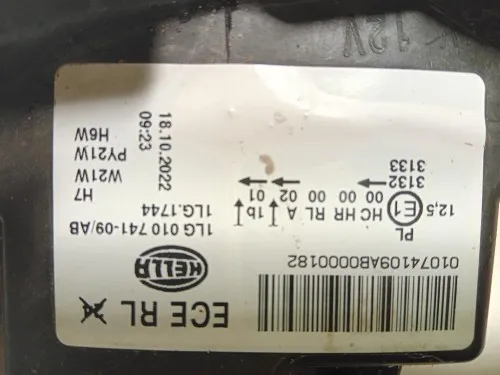 ECE RL
01074109AB0000182
HELLA
PL
E1
12,5
HC HR RL A 1b
00 00 00 02 01
3132
3133
1LG 010 741-09/AB
1LG.1744
H7
W21W
PY21W
H6W
18.10.2022
09:23
12V